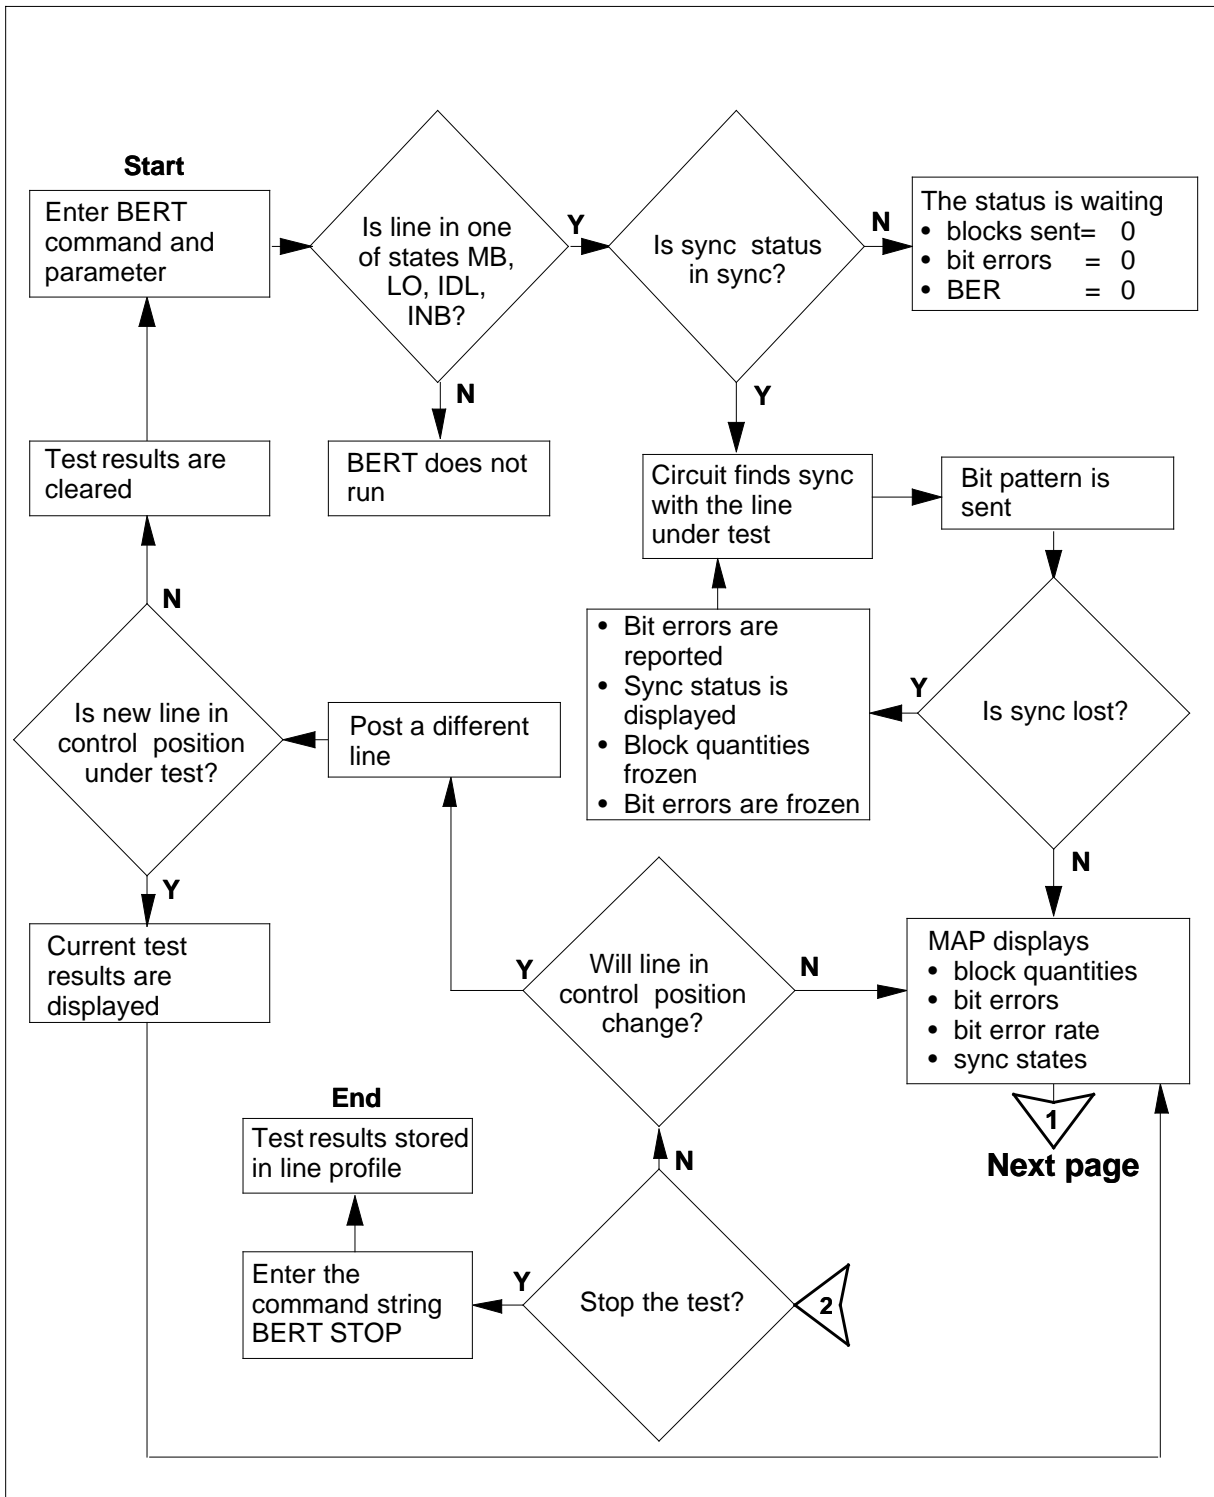 Start
Enter BERT
command and
parameter
Is line in one
of states MB,
LO, IDL,
INB?
Y
N
Is sync status
in sync?
N
Y
The status is waiting
• blocks sent= 0
• bit errors = 0
• BER = 0
Test results are
cleared
BERT does not
run
Circuit finds sync
with the line
under test
Bit pattern is
sent
N
Is new line in
control position
under test?
Y
Post a different
line
• Bit errors are
reported
• Sync status is
displayed
• Block quantities
frozen
• Bit errors are frozen
Y
Is sync lost?
N
Current test
results are
displayed
Y
Will line in
control position
change?
N
MAP displays
• block quantities
• bit errors
• bit error rate
• sync states
1
Next page
End
Test results stored
in line profile
N
Enter the
command string
BERT STOP
Y
Stop the test?
2